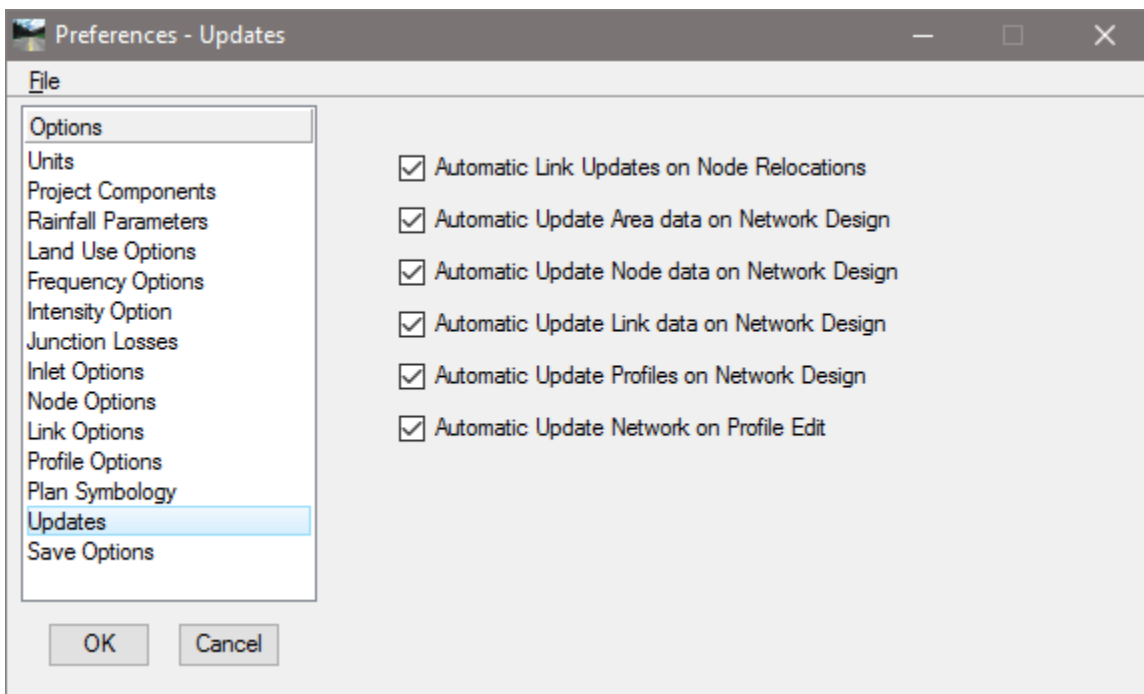 Preferences - Updates
File
Options
Units
Project Components
Rainfall Parameters
Land Use Options
Frequency Options
Intensity Option
Junction Losses
Inlet Options
Node Options
Link Options
Profile Options
Plan Symbology
Updates
Save Options
Automatic Link Updates on Node Relocations
Automatic Update Area data on Network Design
Automatic Update Node data on Network Design
Automatic Update Link data on Network Design
Automatic Update Profiles on Network Design
Automatic Update Network on Profile Edit
OK Cancel